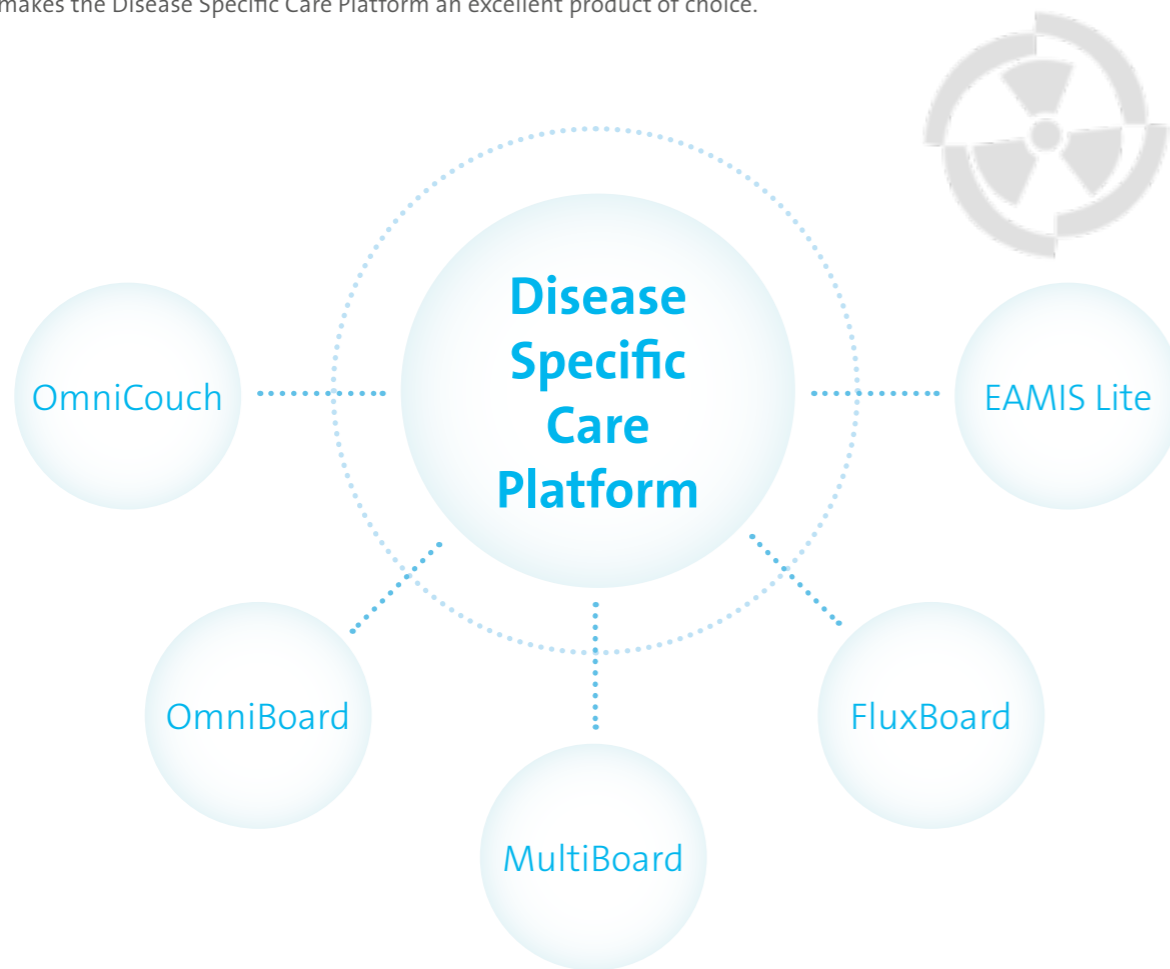 makes the Disease Specific Care Platform an excellent product of choice.
Disease
Specific
Care
Platform
OmniCouch
EAMIS Lite
OmniBoard
FluxBoard
MultiBoard